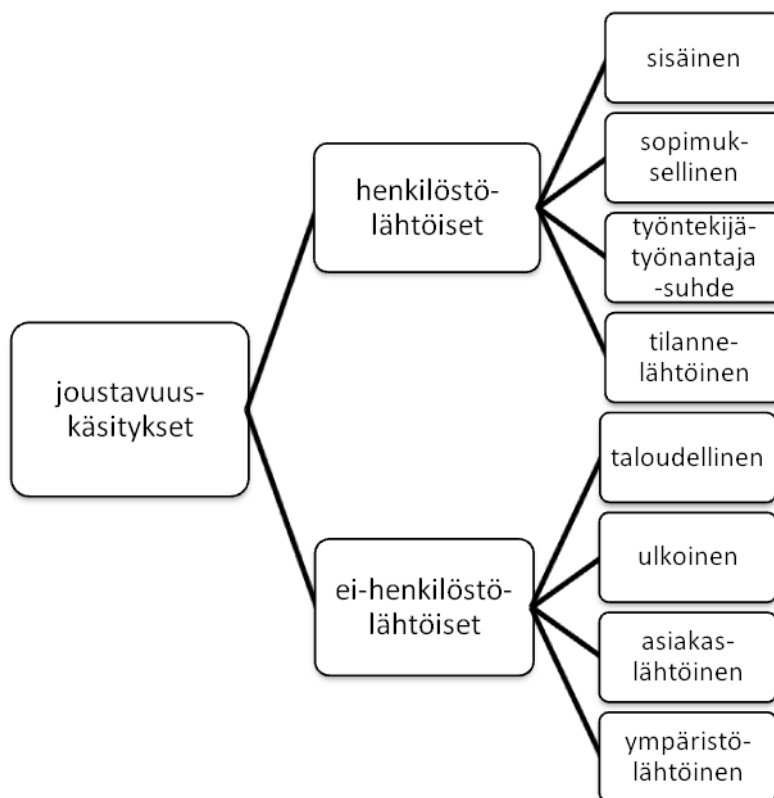 joustavuus-
käsitykset
henkilöstö-
lähtöiset
sisäinen
sopimuk-
sellinen
työntekijä-
työnantaja
-suhde
tilanne-
lähtöinen
ei-henkilöstö-
lähtöiset
taloudellinen
ulkoinen
asiakas-
lähtöinen
ympäristö-
lähtöinen